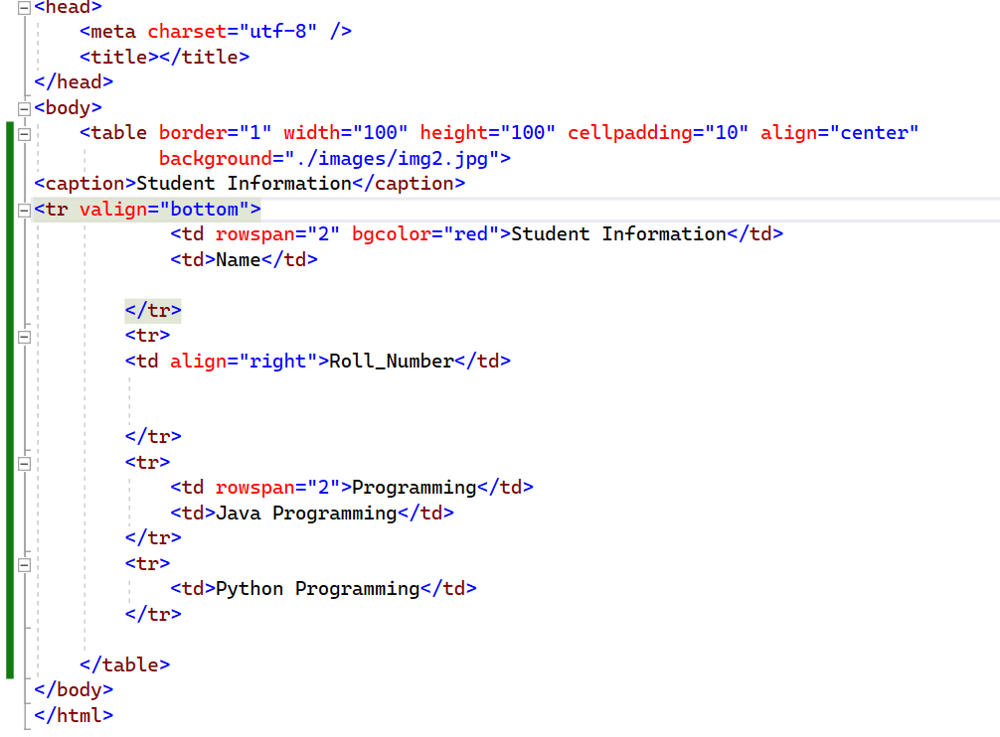 <head>
<meta charset="utf-8" />
<title></title>
</head>
<body>
<table border="1" width="100" height="100" cellpadding="10" align="center"
background="./images/img2.jpg">
<caption>Student Information</caption>
<tr valign="bottom">
<td rowspan="2" bgcolor="red">Student Information</td>
<td>Name</td>
</tr>
<tr>
<td align="right">Roll_Number</td>
</tr>
<tr>
<td rowspan="2">Programming</td>
<td>Java Programming</td>
</tr>
<tr>
<td>Python Programming</td>
</tr>
</table>
</body>
</html>